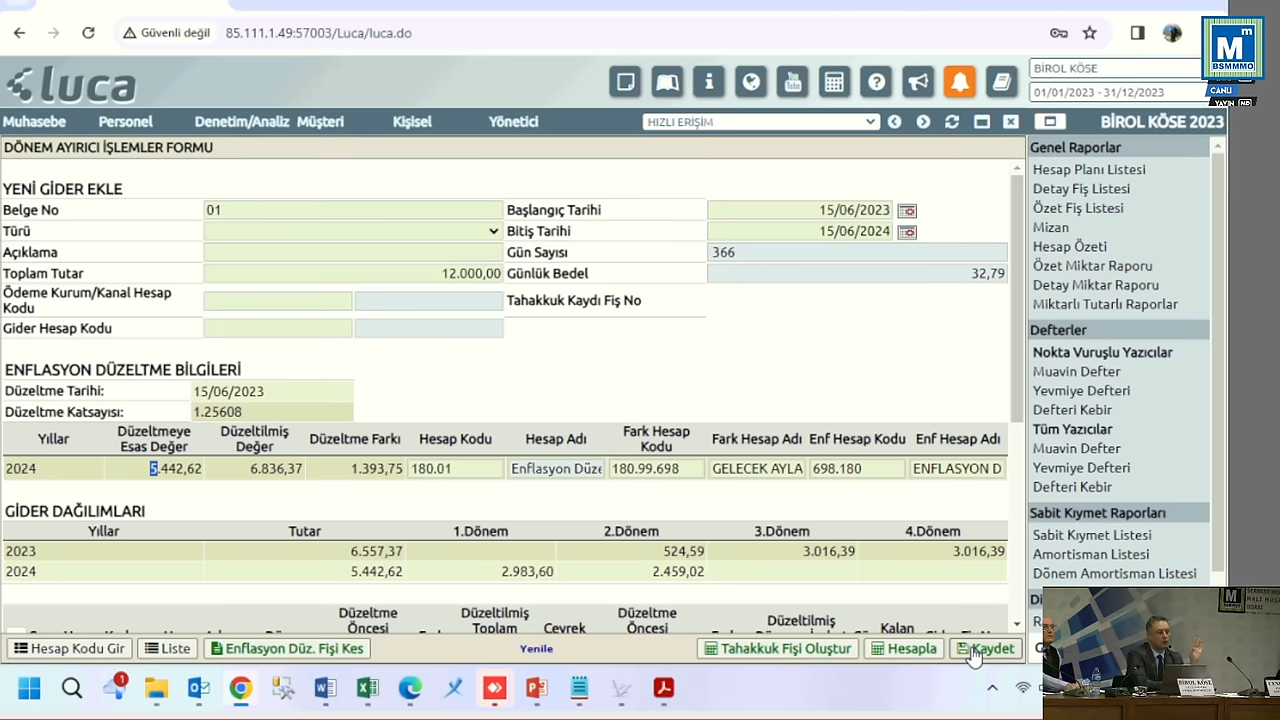 Güvenli değil
85.111.1.49:57003/Luca/luca.do
Mm
BSMMMO
CANLI
YAYIN HD
luca
BİROL KÖSE
01/01/2023 - 31/12/2023
Muhasebe Personel Denetim/Analiz Müşteri Kişisel Yönetici
HIZLI ERİŞİM
BİROL KÖSE 2023
DÖNEM AYIRICI İŞLEMLER FORMU
YENİ GİDER EKLE
Belge No 01 Başlangıç Tarihi 15/06/2023
Türü Bitiş Tarihi 15/06/2024
Açıklama Gün Sayısı 366
Toplam Tutar 12.000,00 Günlük Bedel 32,79
Ödeme Kurum/Kanal Hesap
Kodu
Tahakkuk Kaydı Fiş No
Gider Hesap Kodu
ENFLASYON DÜZELTME BİLGİLERİ
Düzeltme Tarihi: 15/06/2023
Düzeltme Katsayısı: 1.25608
Yıllar Düzeltmeye Esas Değer Düzeltilmiş Değer Düzeltme Farkı Hesap Kodu Hesap Adı Fark Hesap Kodu Fark Hesap Adı Enf Hesap Kodu Enf Hesap Adı
2024 5.442,62 6.836,37 1.393,75 180.01 Enflasyon Düze 180.99.698 GELECEK AYLA 698.180 ENFLASYON D
GİDER DAĞILIMLARI
Yıllar Tutar 1.Dönem 2.Dönem 3.Dönem 4.Dönem
2023 6.557,37 524,59 3.016,39 3.016,39
2024 5.442,62 2.983,60 2.459,02
Düzeltme Öncesi
Düzeltilmiş Toplam
Düzeltme Öncesi
Düzeltilmiş
Kalan
Hesap Kodu Gir
Liste
Enflasyon Düz. Fişi Kes
Yenile
Tahakkuk Fişi Oluştur
Hesapla
Kaydet
Genel Raporlar
Hesap Planı Listesi
Detay Fiş Listesi
Özet Fiş Listesi
Mizan
Hesap Özeti
Özet Miktar Raporu
Detay Miktar Raporu
Miktarlı Tutarlı Raporlar
Defterler
Nokta Vuruşlu Yazıcılar
Muavin Defter
Yevmiye Defteri
Defteri Kebir
Tüm Yazıcılar
Muavin Defter
Yevmiye Defteri
Defteri Kebir
Sabit Kıymet Raporları
Sabit Kıymet Listesi
Amortisman Listesi
Dönem Amortisman Listesi
BİROL KÖSE
1